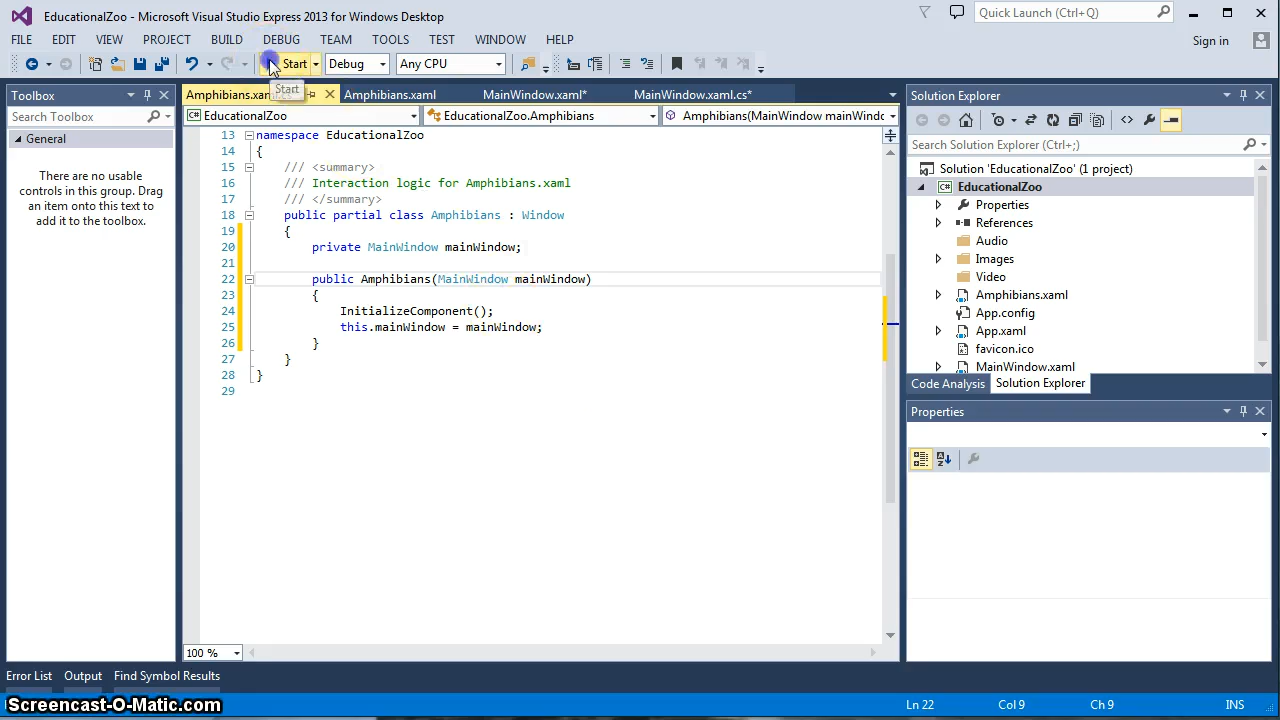 EducationalZoo - Microsoft Visual Studio Express 2013 for Windows Desktop
Quick Launch (Ctrl+Q)
FILE EDIT VIEW PROJECT BUILD DEBUG TEAM TOOLS TEST WINDOW HELP
Sign in
Start Debug Any CPU
Start
Toolbox
Search Toolbox
General
There are no usable
controls in this group. Drag
an item onto this text to
add it to the toolbox.
Amphibians.xaml Amphibians.xaml MainWindow.xaml* MainWindow.xaml.cs*
EducationalZoo EducationalZoo.Amphibians Amphibians(MainWindow mainWindo
13 namespace EducationalZoo
14 {
15 /// <summary>
16 /// Interaction logic for Amphibians.xaml
17 /// </summary>
18 public partial class Amphibians : Window
19 {
20 private MainWindow mainWindow;
21
22 public Amphibians(MainWindow mainWindow)
23 {
24 InitializeComponent();
25 this.mainWindow = mainWindow;
26 }
27 }
28 }
29
100 %
Solution Explorer
Search Solution Explorer (Ctrl+;)
Solution 'EducationalZoo' (1 project)
C# EducationalZoo
Properties
References
Audio
Images
Video
Amphibians.xaml
App.config
App.xaml
favicon.ico
MainWindow.xaml
Code Analysis Solution Explorer
Properties
Error List Output Find Symbol Results
Screencast-O-Matic.com
Ln 22 Col 9 Ch 9 INS